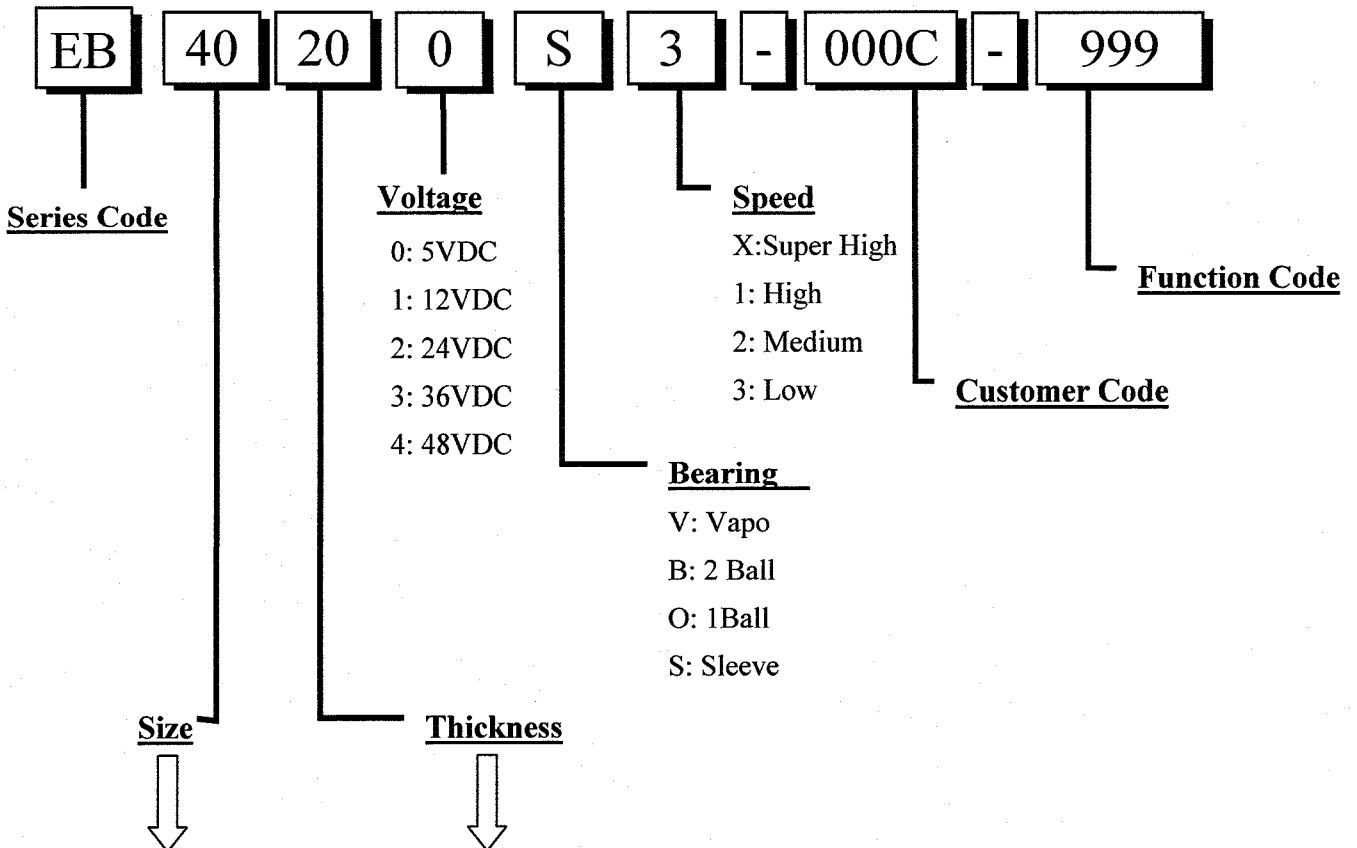 EB 40 20 0 S 3 - 000C - 999
Series Code
Voltage
0: 5VDC
1: 12VDC
2: 24VDC
3: 36VDC
4: 48VDC
Speed
X:Super High
1: High
2: Medium
3: Low
Function Code
Customer Code
Bearing
V: Vapo
B: 2 Ball
O: 1Ball
S: Sleeve
Size
Thickness